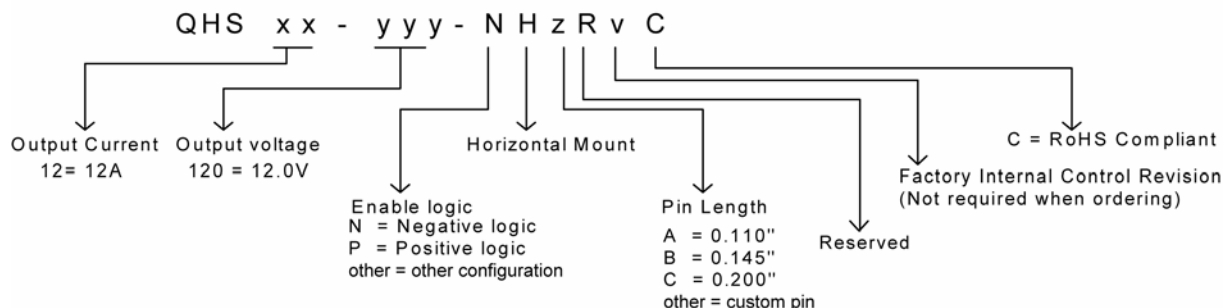 QHS xx - yyy - N H z R v C
Output Current
12= 12A
Output voltage
120 = 12.0V
Enable logic
N = Negative logic
P = Positive logic
other = other configuration
Horizontal Mount
Pin Length
A = 0.110"
B = 0.145"
C = 0.200"
other = custom pin
Reserved
Factory Internal Control Revision
(Not required when ordering)
C = RoHS Compliant